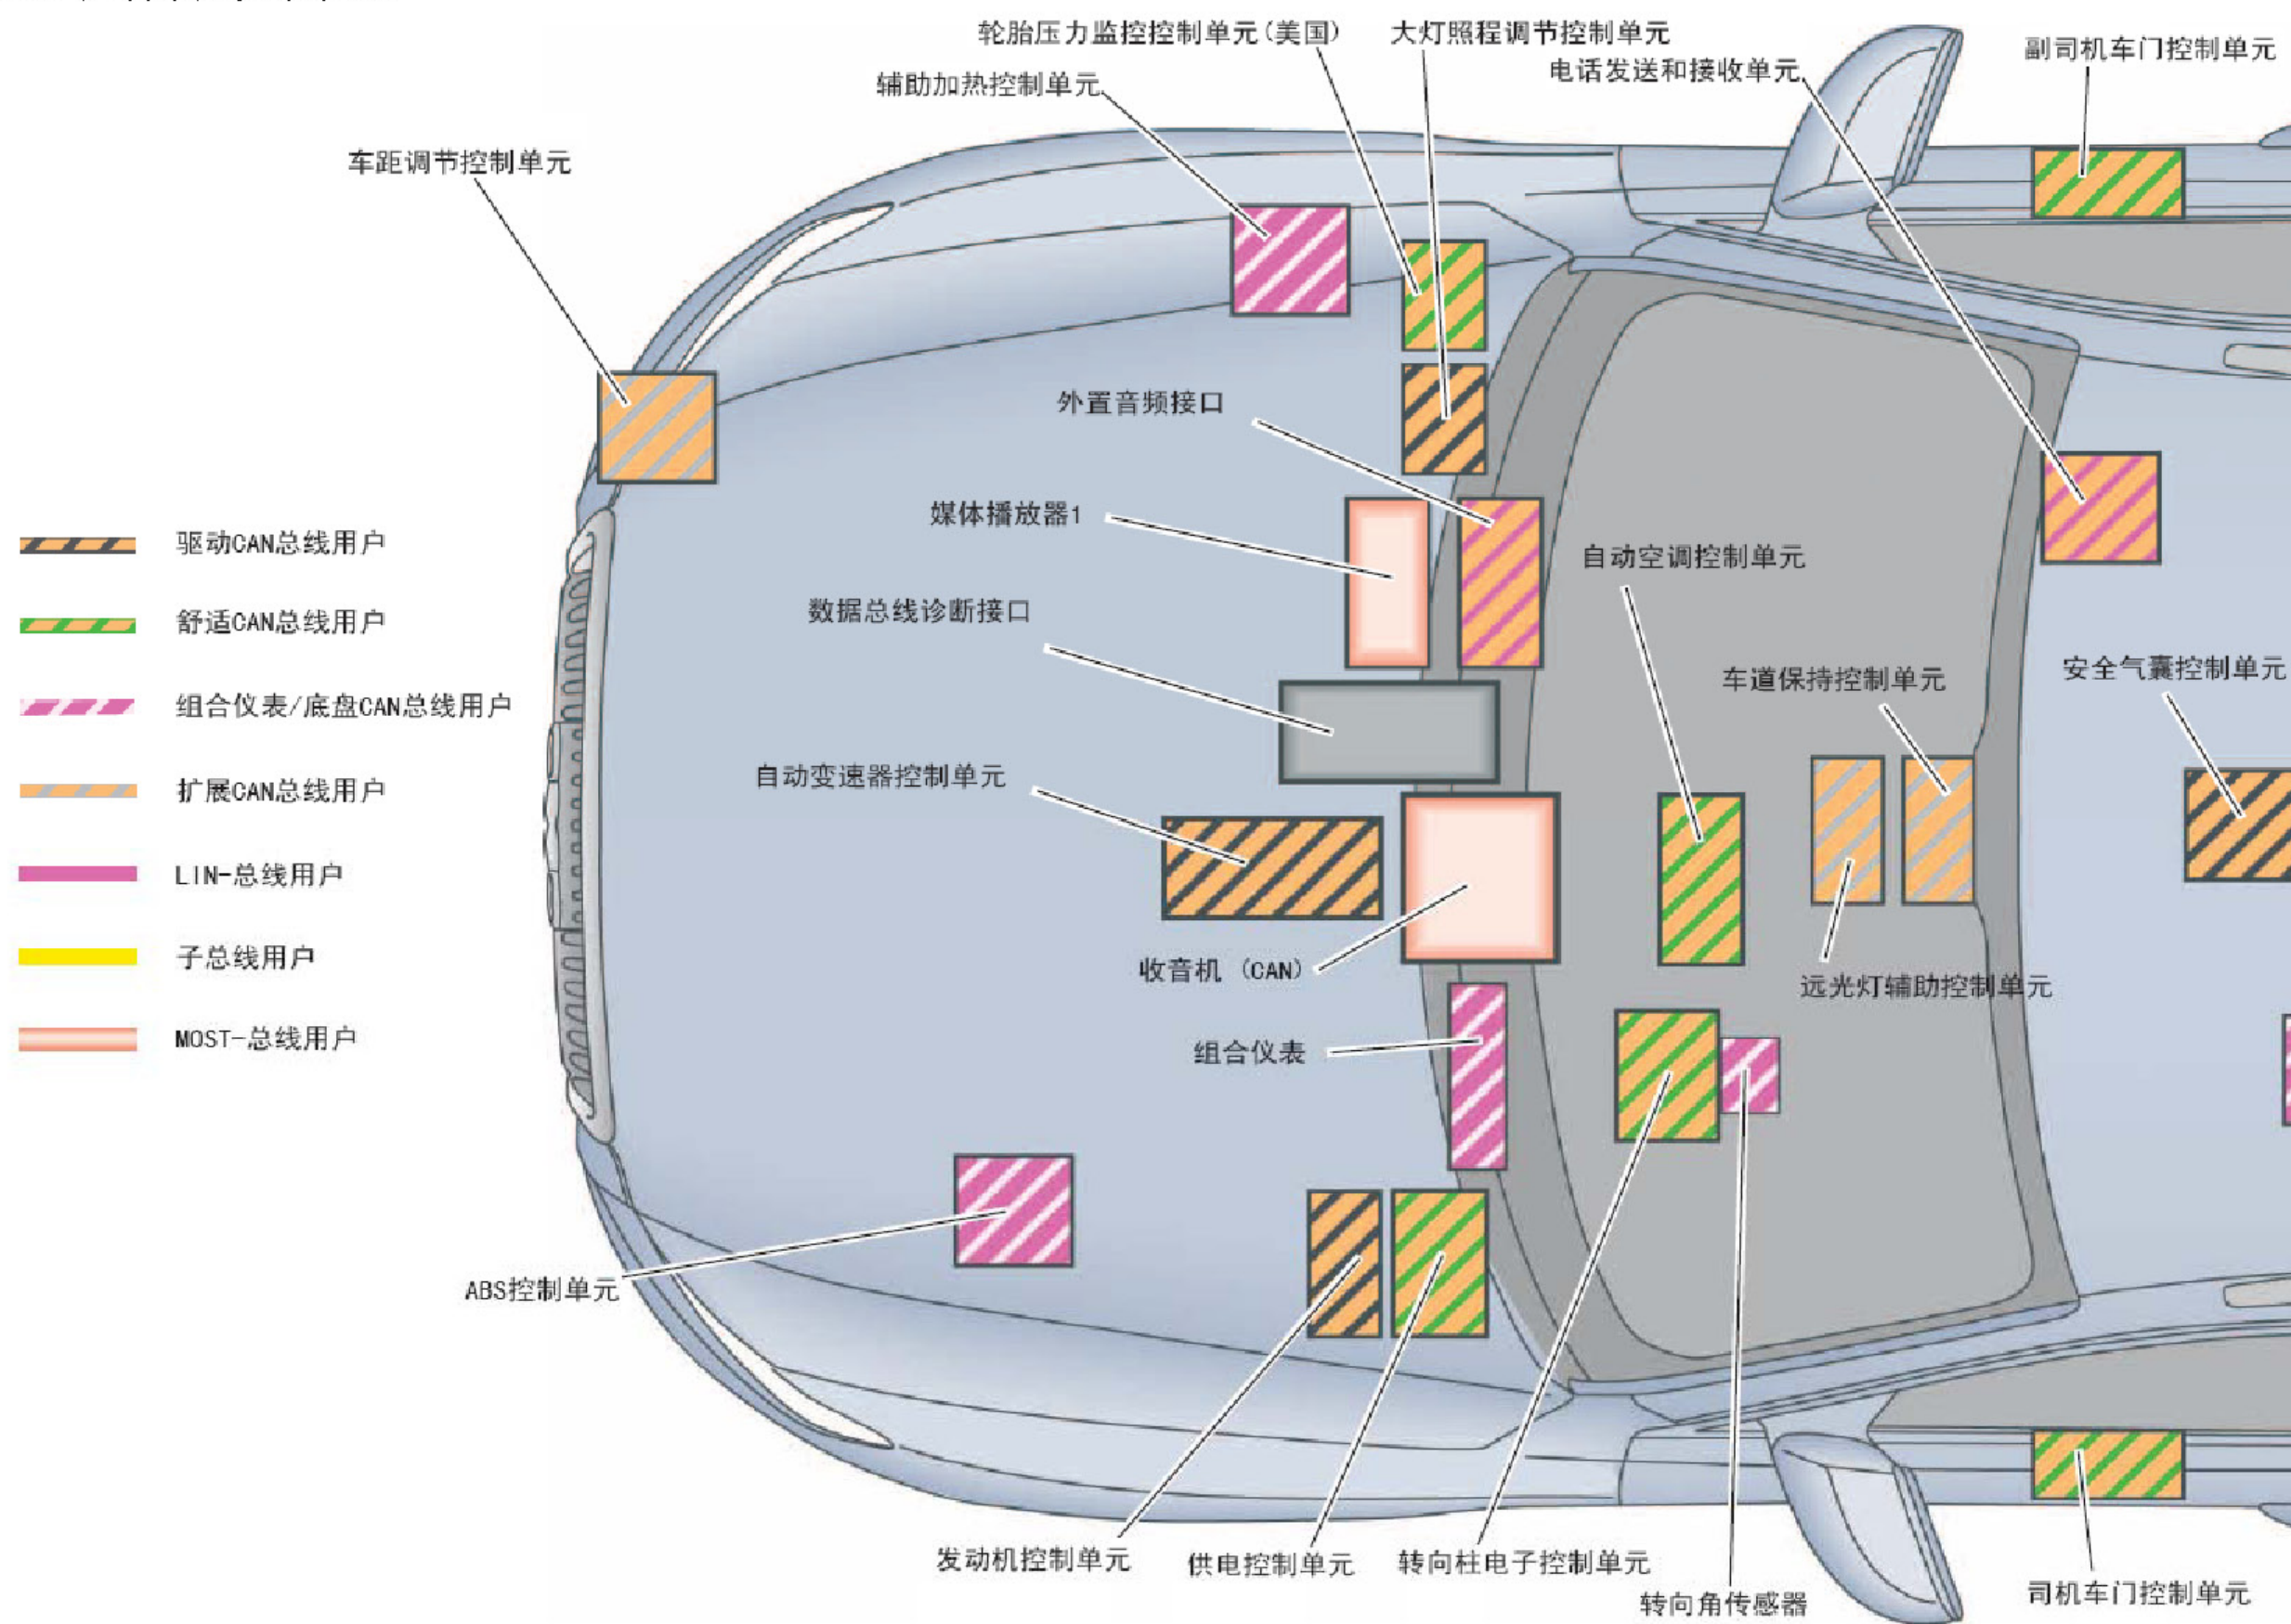 轮胎压力监控控制单元(美国)
大灯照程调节控制单元
副司机车门控制单元
电话发送和接收单元
辅助加热控制单元
车距调节控制单元
外置音频接口
媒体播放器1
驱动CAN总线用户
自动空调控制单元
数据总线诊断接口
舒适CAN总线用户
车道保持控制单元
安全气囊控制单元
组合仪表/底盘CAN总线用户
自动变速器控制单元
扩展CAN总线用户
LIN-总线用户
子总线用户
收音机 (CAN)
远光灯辅助控制单元
MOST-总线用户
组合仪表
ABS控制单元
发动机控制单元
供电控制单元
转向柱电子控制单元
转向角传感器
司机车门控制单元